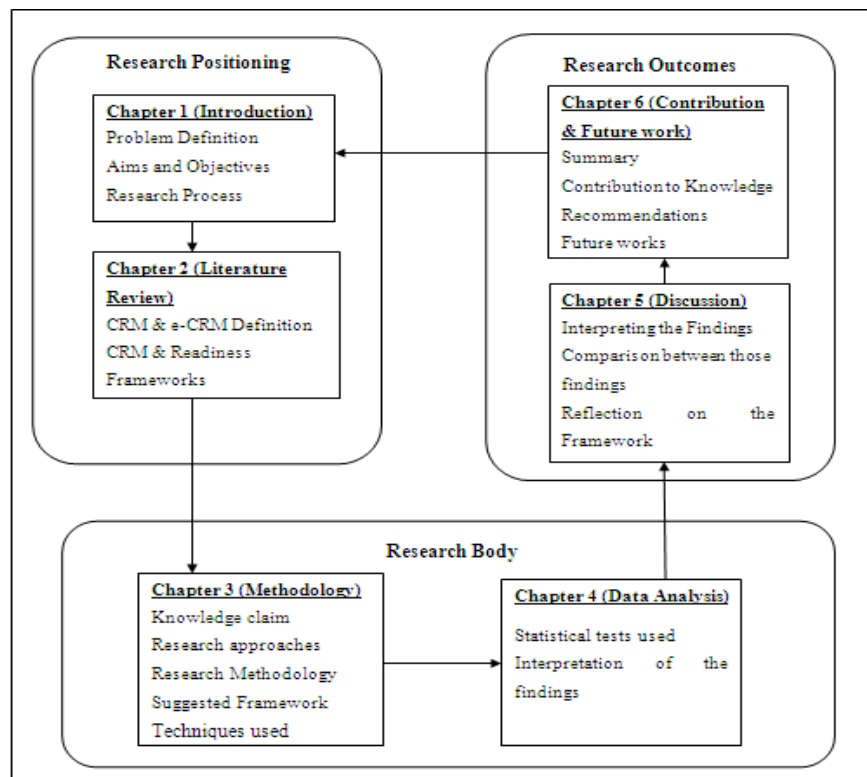 Research Positioning
Chapter 1 (Introduction)
Problem Definition
Aims and Objectives
Research Process
Chapter 2 (Literature
Review)
CRM & e-CRM Definition
CRM & Readiness
Frameworks
Research Outcomes
Chapter 6 (Contribution
& Future work)
Summary
Contribution to Knowledge
Recommendations
Future works
Chapter 5 (Discussion)
Interpreting the Findings
Comparison between those
findings
Reflection on the
Framework
Research Body
Chapter 3 (Methodology)
Knowledge claim
Research approaches
Research Methodology
Suggested Framework
Techniques used
Chapter 4 (Data Analysis)
Statistical tests used
Interpretation of the
findings